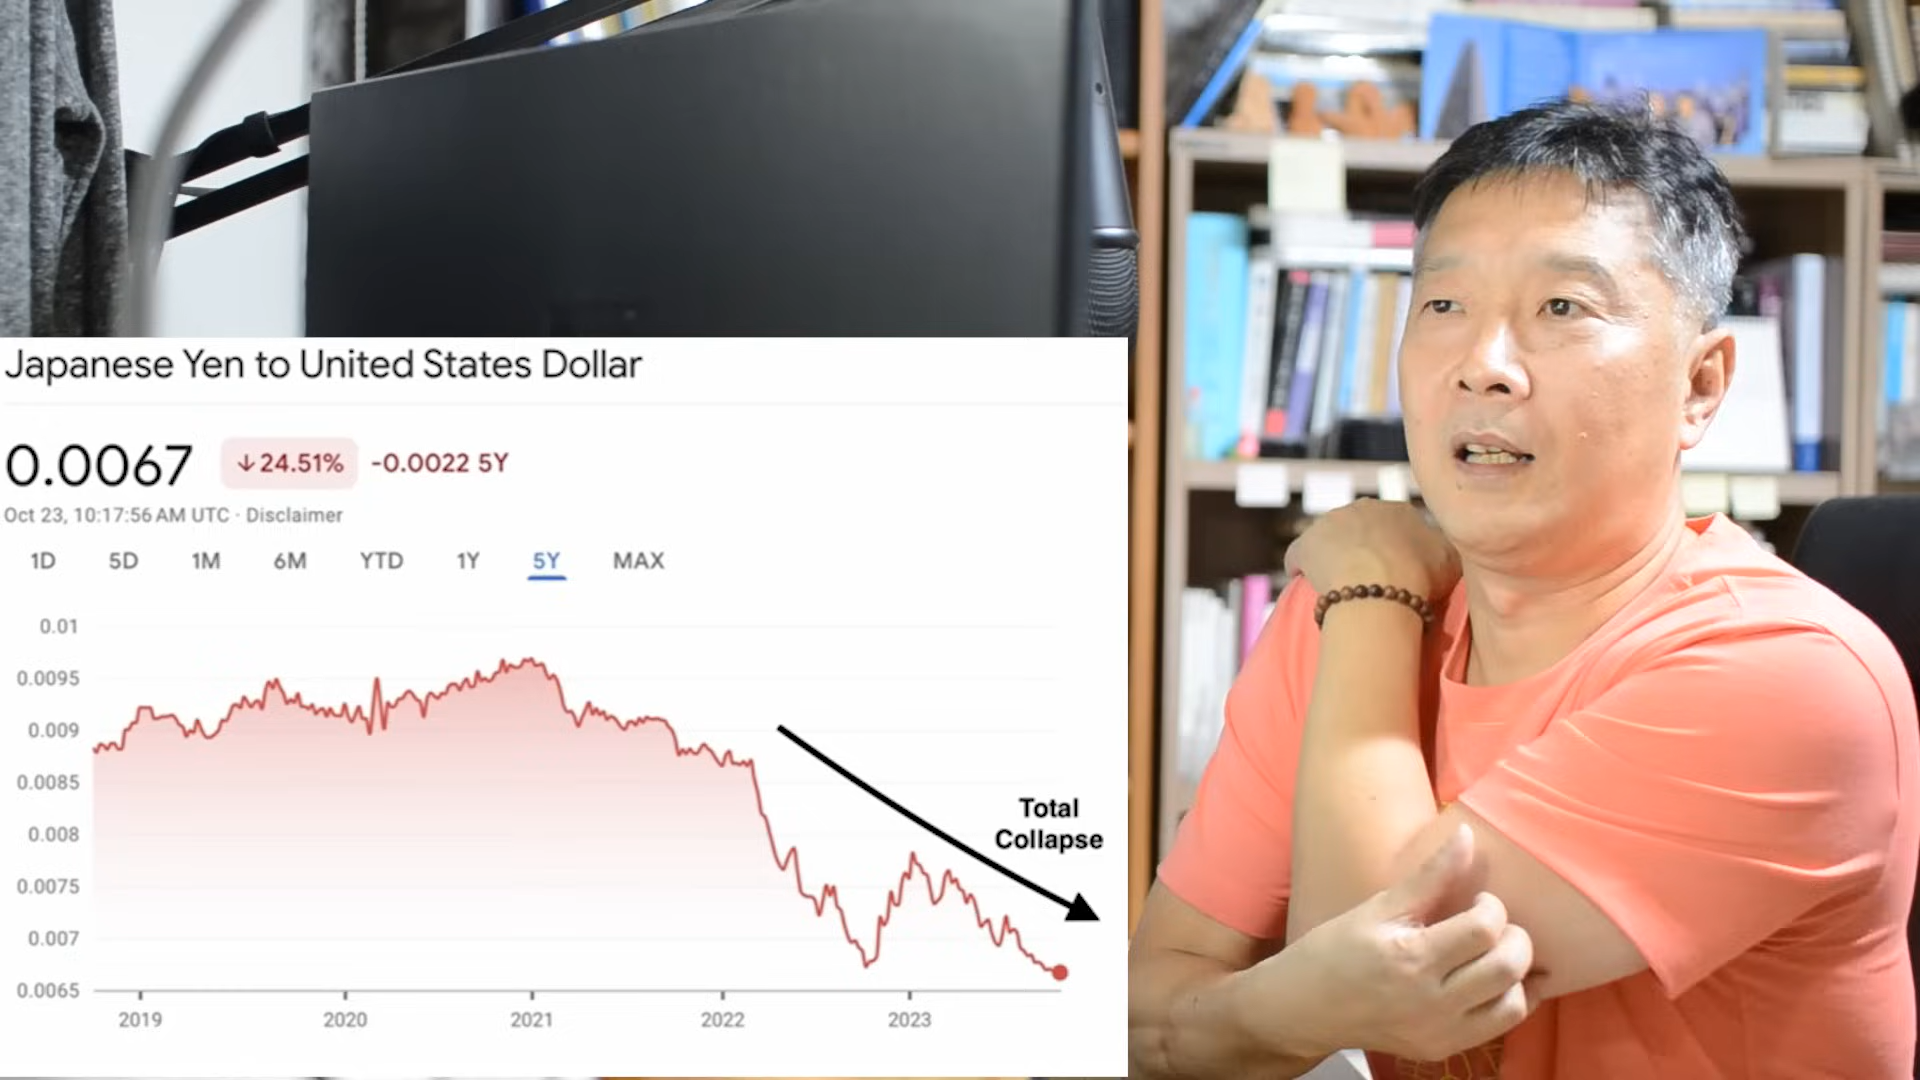 Japanese Yen to United States Dollar
0.0067 ↓24.51% -0.0022 5Y
Oct 23, 10:17:56 AM UTC · Disclaimer
1D 5D 1M 6M YTD 1Y 5Y MAX
0.01
0.0095
0.009
0.0085
0.008
0.0075
0.007
0.0065
Total
Collapse
2019 2020 2021 2022 2023